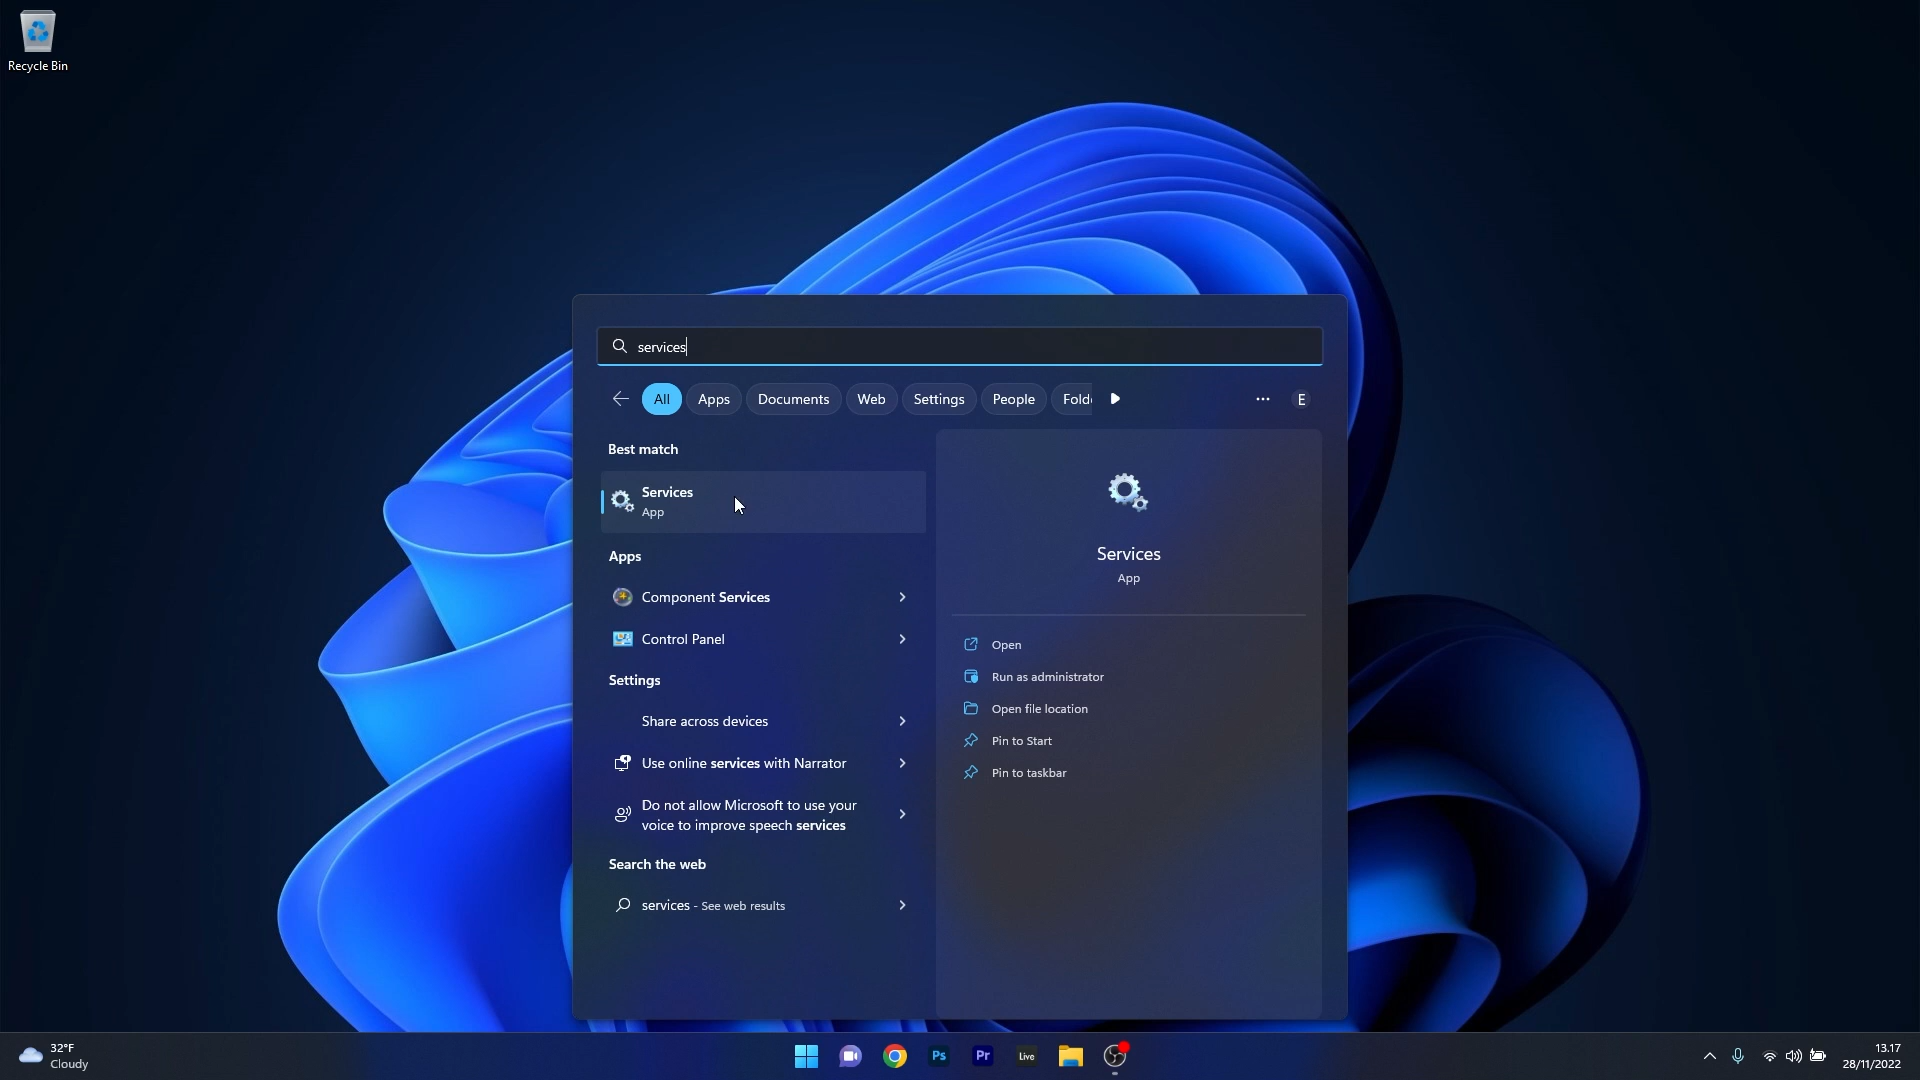 Recycle Bin
services
All
Apps
Documents
Web
Settings
People
Fold
E
Best match
Services
App
Apps
Component Services
Control Panel
Settings
Share across devices
Use online services with Narrator
Do not allow Microsoft to use your
voice to improve speech services
Search the web
services - See web results
Services
App
Open
Run as administrator
Open file location
Pin to Start
Pin to taskbar
32°F
Cloudy
Ps
Pr
Live
13.17
28/11/2022